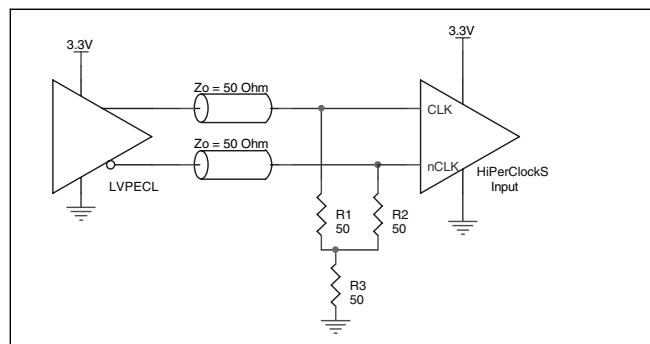 3.3V
3.3V
Zo = 50 Ohm
CLK
Zo = 50 Ohm
nCLK
LVPECL
HiPerClockS
Input
R1
50
R2
50
R3
50